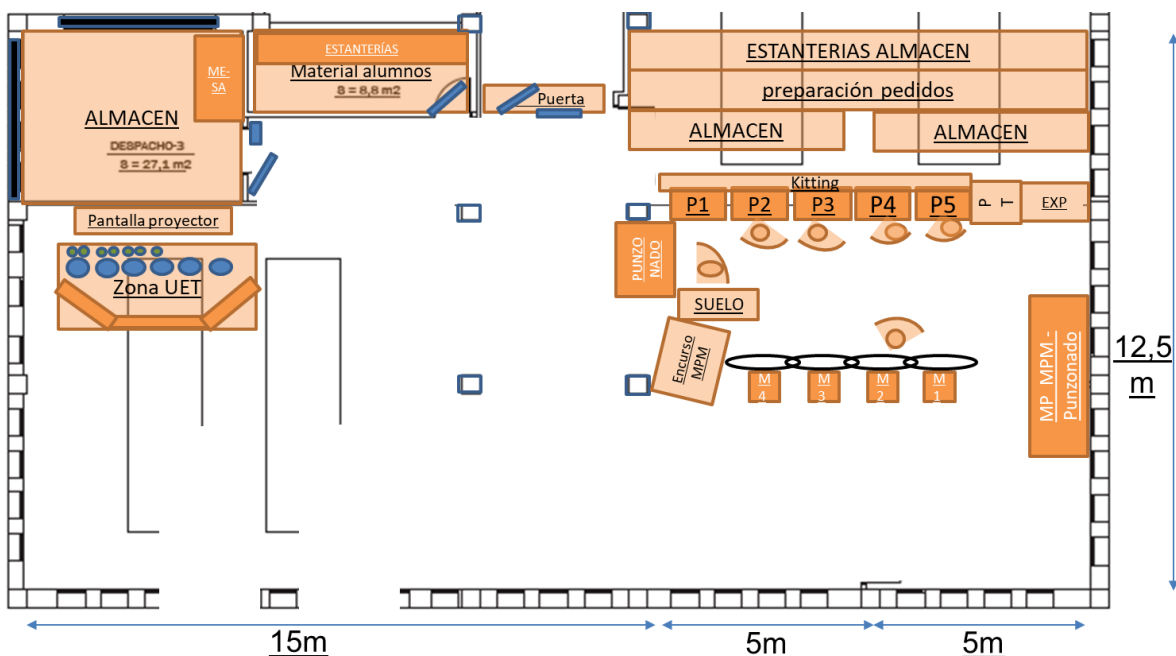 ESTANTERÍAS
Material alumnos
S = 8,8 m2
ME-
SA
ALMACEN
DESPACHO-3
S = 27,1 m2
Puerta
ESTANTERIAS ALMACEN
preparación pedidos
ALMACEN
ALMACEN
Kitting
P1
P2
P3
P4
P5
P
T
EXP
Pantalla proyector
Zona UET
PUNZO
NADO
SUELO
Encurso
MPM
M
4
M
3
M
2
M
1
MP MPM -
Punzonado
12,5
m
15m
5m
5m